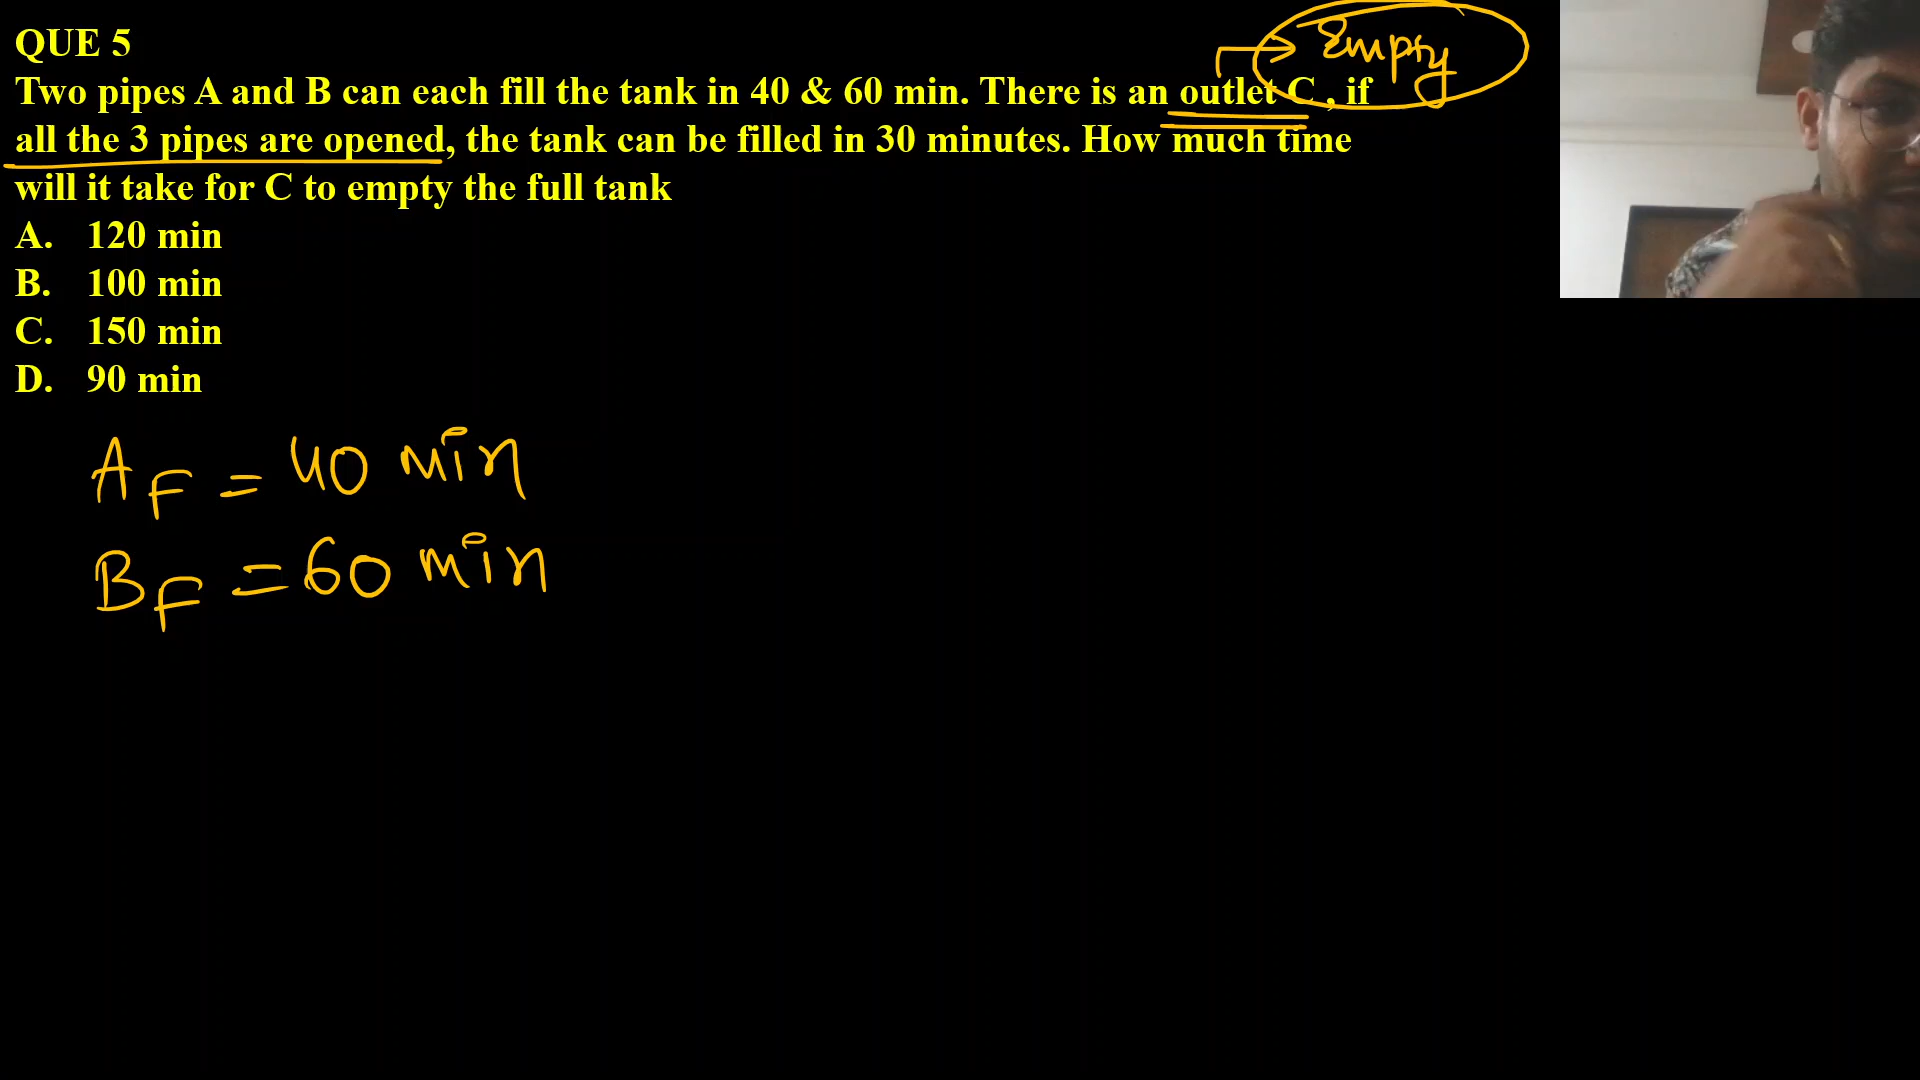 QUE 5
Empty
Two pipes A and B can each fill the tank in 40 & 60 min. There is an outlet C , if
all the 3 pipes are opened, the tank can be filled in 30 minutes. How much time
will it take for C to empty the full tank
A. 120 min
B. 100 min
C. 150 min
D. 90 min
A F = 40 min
B F = 60 min